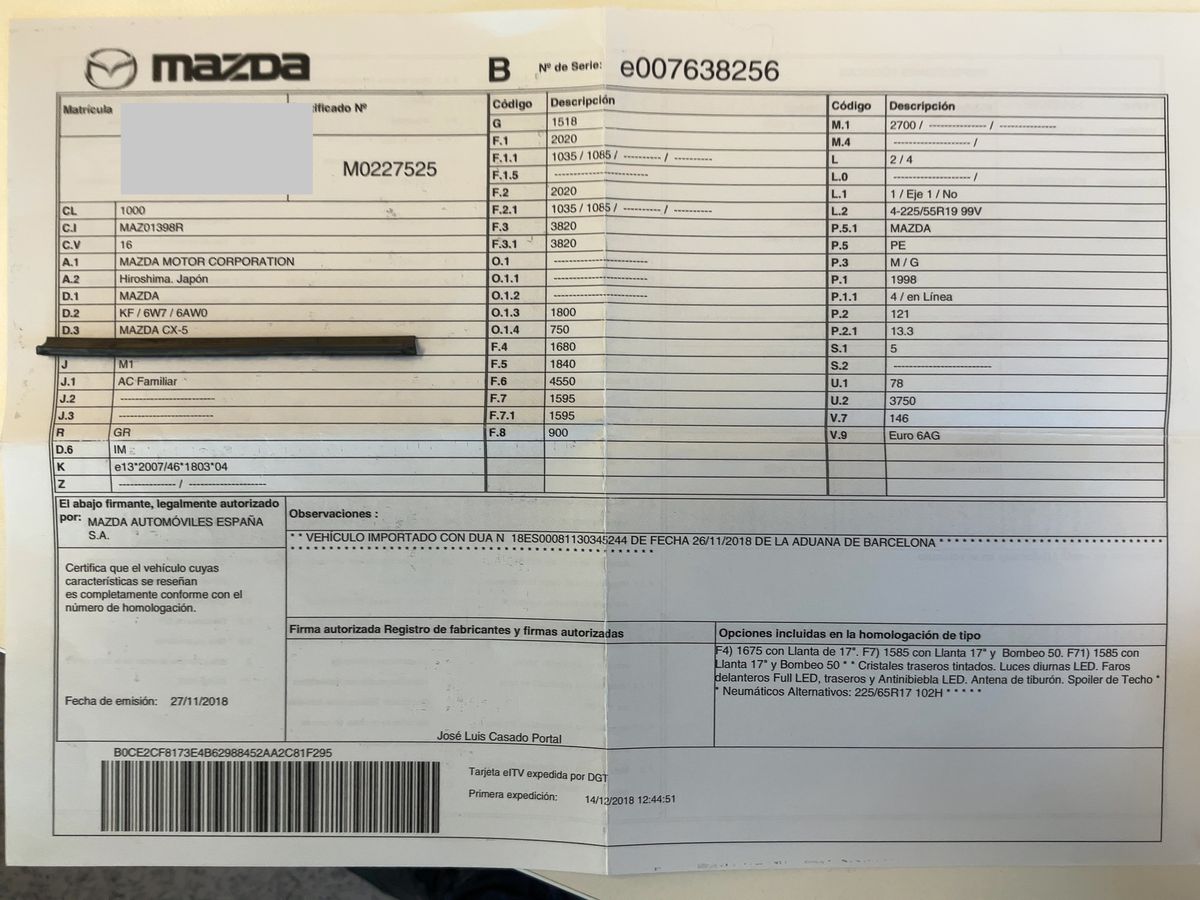 mazda
B Nº de Serie: e007638256
Matrícula ificado Nº
M0227525
CL 1000
C.I MAZ01398R
C.V 16
A.1 MAZDA MOTOR CORPORATION
A.2 Hiroshima. Japón
D.1 MAZDA
D.2 KF / 6W7 / 6AW0
D.3 MAZDA CX-5
J M1
J.1 AC Familiar
J.2 -------------------------
J.3 -------------------------
R GR
D.6 IM
K e13*2007/46*1803*04
Z --------------- / --------------------
Código Descripción
G 1518
F.1 2020
F.1.1 1035 / 1085 / ---------- / ----------
F.1.5 -------------------------
F.2 2020
F.2.1 1035 / 1085 / ---------- / ----------
F.3 3820
F.3.1 3820
O.1 -------------------------
O.1.1 -------------------------
O.1.2 -------------------------
O.1.3 1800
O.1.4 750
F.4 1680
F.5 1840
F.6 4550
F.7 1595
F.7.1 1595
F.8 900
Código Descripción
M.1 2700 / --------------- / ---------------
M.4 -------------------- /
L 2 / 4
L.0 -------------------- /
L.1 1 / Eje 1 / No
L.2 4-225/55R19 99V
P.5.1 MAZDA
P.5 PE
P.3 M / G
P.1 1998
P.1.1 4 / en Línea
P.2 121
P.2.1 13.3
S.1 5
S.2 -------------------------
U.1 78
U.2 3750
V.7 146
V.9 Euro 6AG
El abajo firmante, legalmente autorizado
por: MAZDA AUTOMÓVILES ESPAÑA
S.A.
Certifica que el vehículo cuyas
características se reseñan
es completamente conforme con el
número de homologación.
Fecha de emisión: 27/11/2018
Observaciones :
* * VEHÍCULO IMPORTADO CON DUA N 18ES00081130345244 DE FECHA 26/11/2018 DE LA ADUANA DE BARCELONA * * * * * * * * * * * * * * * * * * * * * * * * * * * * * *
* * * * * * * * * * * * * * * * * * * * * * * * * * * * * * * * * * * * * * * * * * * * * * * *
Firma autorizada Registro de fabricantes y firmas autorizadas
José Luis Casado Portal
Opciones incluidas en la homologación de tipo
F4) 1675 con Llanta de 17". F7) 1585 con Llanta 17" y Bombeo 50. F71) 1585 con
Llanta 17" y Bombeo 50 * * Cristales traseros tintados. Luces diurnas LED. Faros
delanteros Full LED, traseros y Antinibiebla LED. Antena de tiburón. Spoiler de Techo *
* Neumáticos Alternativos: 225/65R17 102H * * * * *
B0CE2CF8173E4B62988452AA2C81F295
Tarjeta eITV expedida por DGT
Primera expedición: 14/12/2018 12:44:51